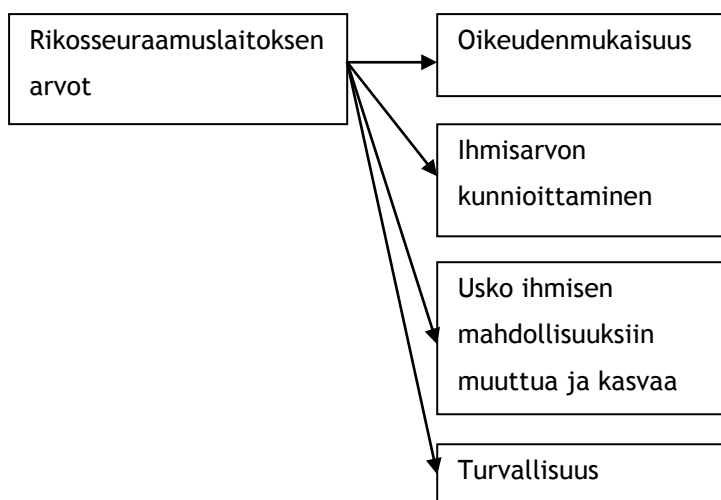 Rikosseuraamuslaitoksen
arvot
Oikeudenmukaisuus
Ihmisarvon
kunnioittaminen
Usko ihmisen
mahdollisuuksiin
muuttua ja kasvaa
Turvallisuus